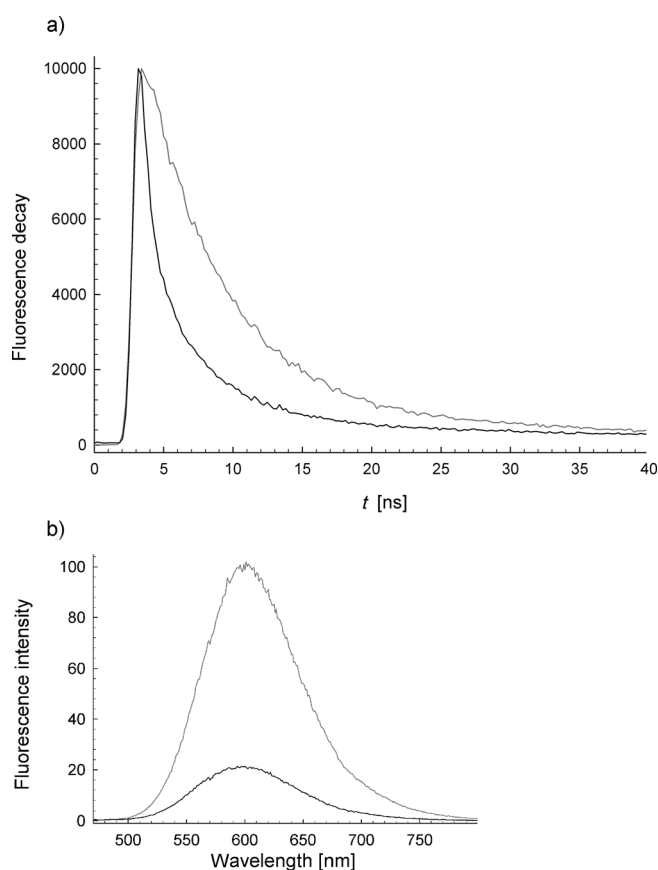 a)
10000
8000
6000
4000
2000
0
Fluorescence decay
0 5 10 15 20 25 30 35 40
t [ns]
b)
100
80
60
40
20
0
Fluorescence intensity
500 550 600 650 700 750
Wavelength [nm]